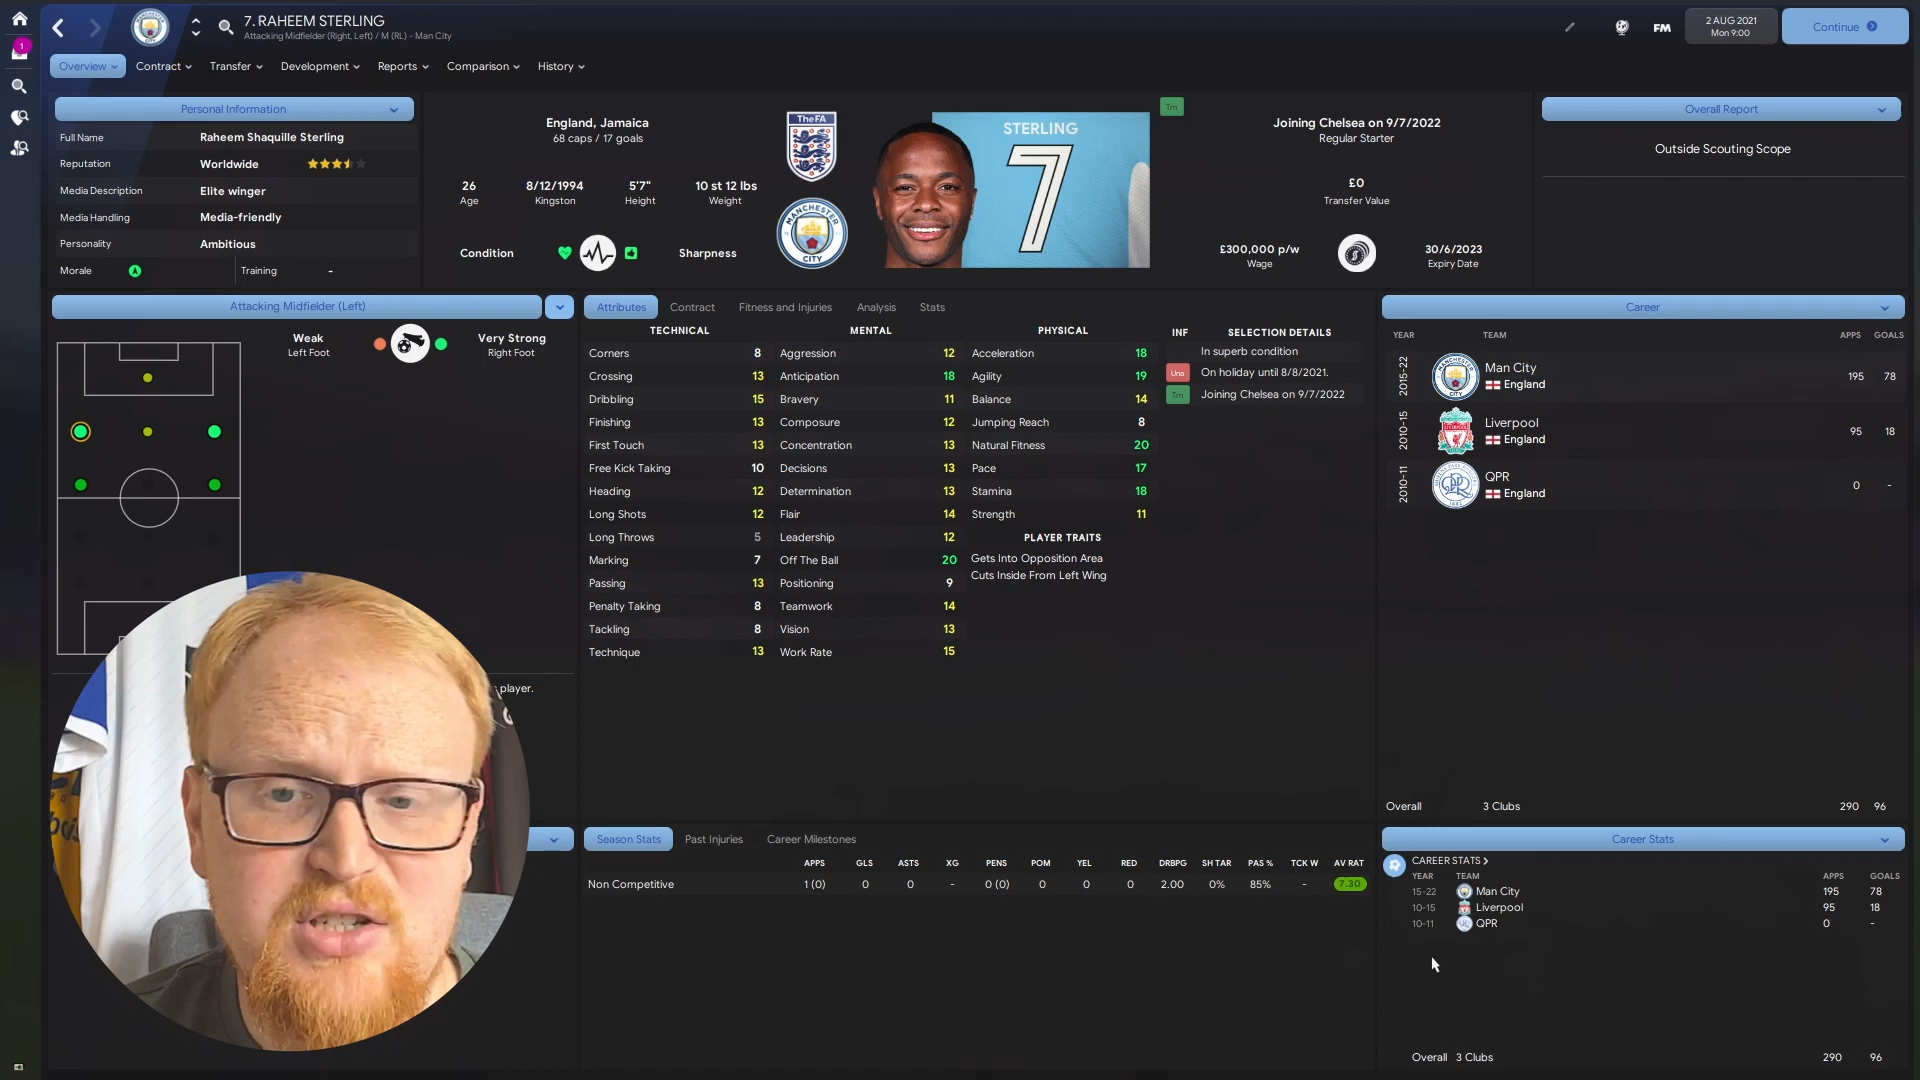 7. RAHEEM STERLING
Attacking Midfielder (Right, Left) / M (RL) - Man City
1
FM
2 AUG 2021
Mon 9:00
Continue
Overview
Contract
Transfer
Development
Reports
Comparison
History
Personal Information
Full Name Raheem Shaquille Sterling
Reputation Worldwide
Media Description Elite winger
Media Handling Media-friendly
Personality Ambitious
Morale
Training -
England, Jamaica
68 caps / 17 goals
26
Age
8/12/1994
Kingston
5'7"
Height
10 st 12 lbs
Weight
Condition
Sharpness
The FA
MANCHESTER
CITY
STERLING
7
Trn
Joining Chelsea on 9/7/2022
Regular Starter
£0
Transfer Value
£300,000 p/w
Wage
30/6/2023
Expiry Date
Overall Report
Outside Scouting Scope
Attacking Midfielder (Left)
Weak
Left Foot
Very Strong
Right Foot
player.
Attributes
Contract
Fitness and Injuries
Analysis
Stats
TECHNICAL
Corners 8
Crossing 13
Dribbling 15
Finishing 13
First Touch 13
Free Kick Taking 10
Heading 12
Long Shots 12
Long Throws 5
Marking 7
Passing 13
Penalty Taking 8
Tackling 8
Technique 13
MENTAL
Aggression 12
Anticipation 18
Bravery 11
Composure 12
Concentration 13
Decisions 13
Determination 13
Flair 14
Leadership 12
Off The Ball 20
Positioning 9
Teamwork 14
Vision 13
Work Rate 15
PHYSICAL
Acceleration 18
Agility 19
Balance 14
Jumping Reach 8
Natural Fitness 20
Pace 17
Stamina 18
Strength 11
PLAYER TRAITS
Gets Into Opposition Area
Cuts Inside From Left Wing
INF SELECTION DETAILS
In superb condition
Una On holiday until 8/8/2021.
Trn Joining Chelsea on 9/7/2022
Career
YEAR TEAM APPS GOALS
2015-22 Man City 195 78
England
2010-15 Liverpool 95 18
England
2010-11 QPR 0 -
England
Overall 3 Clubs 290 96
Season Stats
Past Injuries
Career Milestones
APPS GLS ASTS XG PENS POM YEL RED DRBPG SH TAR PAS % TCK W AV RAT
Non Competitive 1 (0) 0 0 - 0 (0) 0 0 0 2.00 0% 85% - 7.30
Career Stats
CAREER STATS
YEAR TEAM APPS GOALS
15-22 Man City 195 78
10-15 Liverpool 95 18
10-11 QPR 0 -
Overall 3 Clubs 290 96